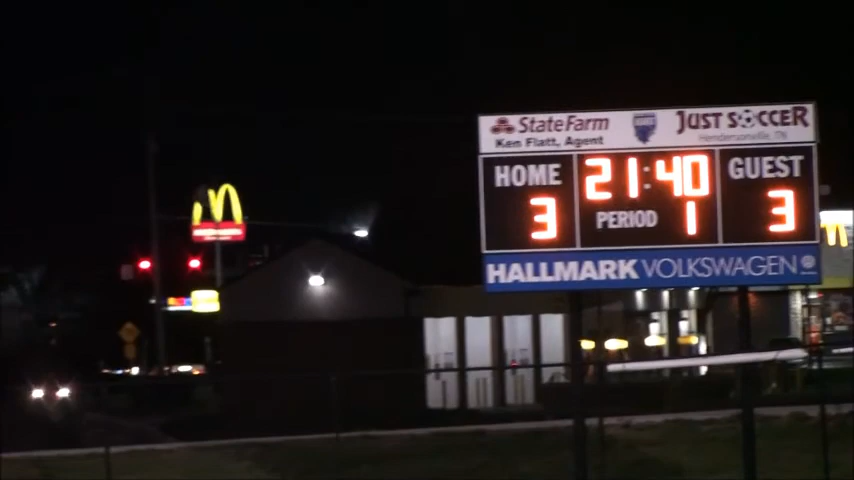 StateFarm
Ken Flatt, Agent
JUST SOCCER
Hendersonville, TN
HOME
21:40
GUEST
3
PERIOD
1
3
HALLMARK VOLKSWAGEN